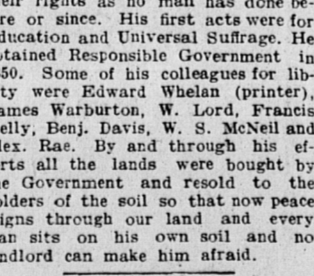 eir rights as no man has done be-
re or since. His first acts were for
ducation and Universal Suffrage. He
btained Responsible Government in
50. Some of his colleagues for lib-
ty were Edward Whelan (printer),
ames Warburton, W. Lord, Francis
elly, Benj. Davis, W. S. McNeil and
lex. Rae. By and through his ef-
rts all the lands were bought by
e Government and resold to the
olders of the soil so that now peace
igns through our land and every
an sits on his own soil and no
ndlord can make him afraid.